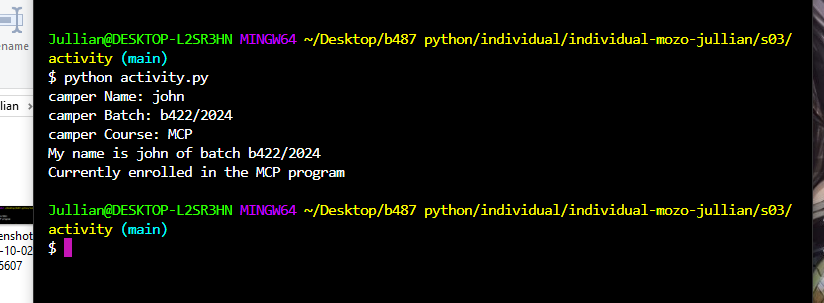 Jullian@DESKTOP-L2SR3HN MINGW64 ~/Desktop/b487 python/individual/individual-mozo-jullian/s03/
activity (main)
$ python activity.py
camper Name: john
camper Batch: b422/2024
camper Course: MCP
My name is john of batch b422/2024
Currently enrolled in the MCP program
Jullian@DESKTOP-L2SR3HN MINGW64 ~/Desktop/b487 python/individual/individual-mozo-jullian/s03/
activity (main)
$
ename
llian >
enshot
-10-02
5607